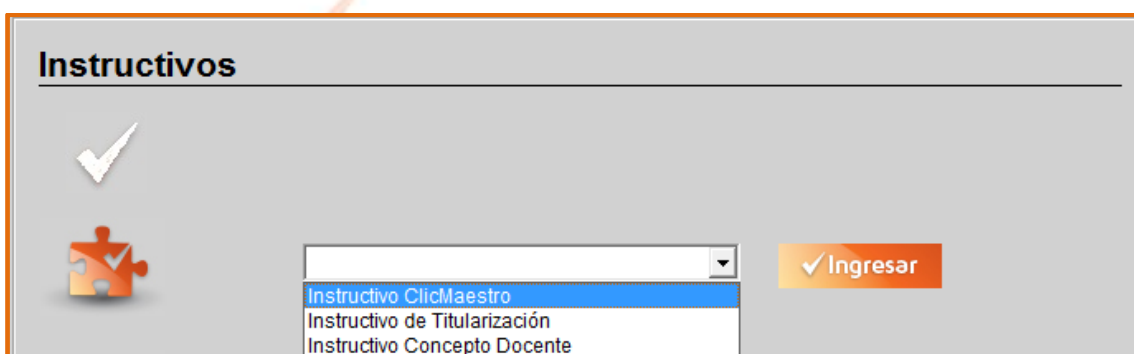 Instructivos
Ingresar
Instructivo ClicMaestro
Instructivo de Titularización
Instructivo Concepto Docente